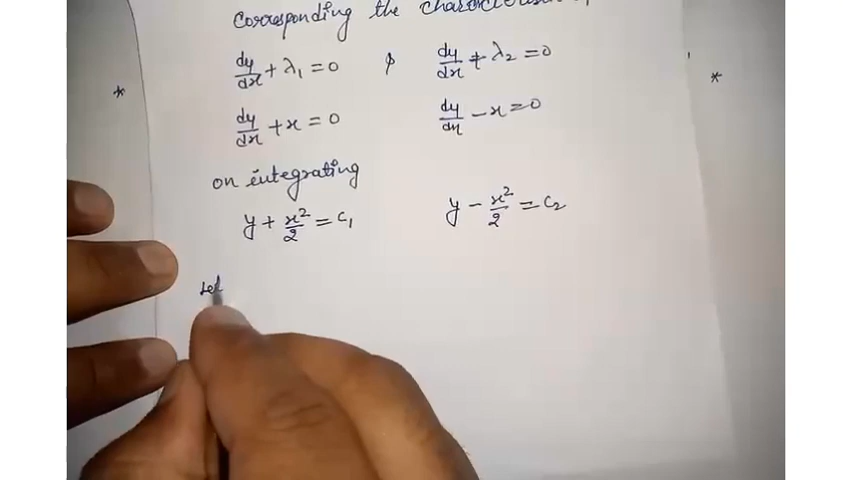 Corresponding the
dy/dx + λ₁ = 0 & dy/dx + λ₂ = 0
dy/dx + x = 0 dy/dx - x = 0
on integrating
y + x²/2 = c₁ y - x²/2 = c₂
Let